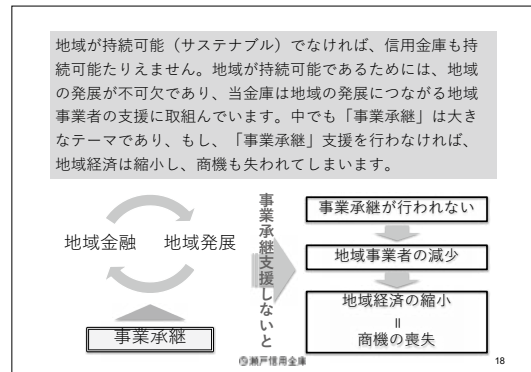 地域が持続可能（サステナブル）でなければ、信用金庫も持
続可能たりえません。地域が持続可能であるためには、地域
の発展が不可欠であり、当金庫は地域の発展につながる地域
事業者の支援に取組んでいます。中でも「事業承継」は大き
なテーマであり、もし、「事業承継」支援を行わなければ、
地域経済は縮小し、商機も失われてしまいます。
地域金融　地域発展
事業承継
事業承継支援しないと
事業承継が行われない
地域事業者の減少
地域経済の縮小
＝
商機の喪失
瀬戸信用金庫
18